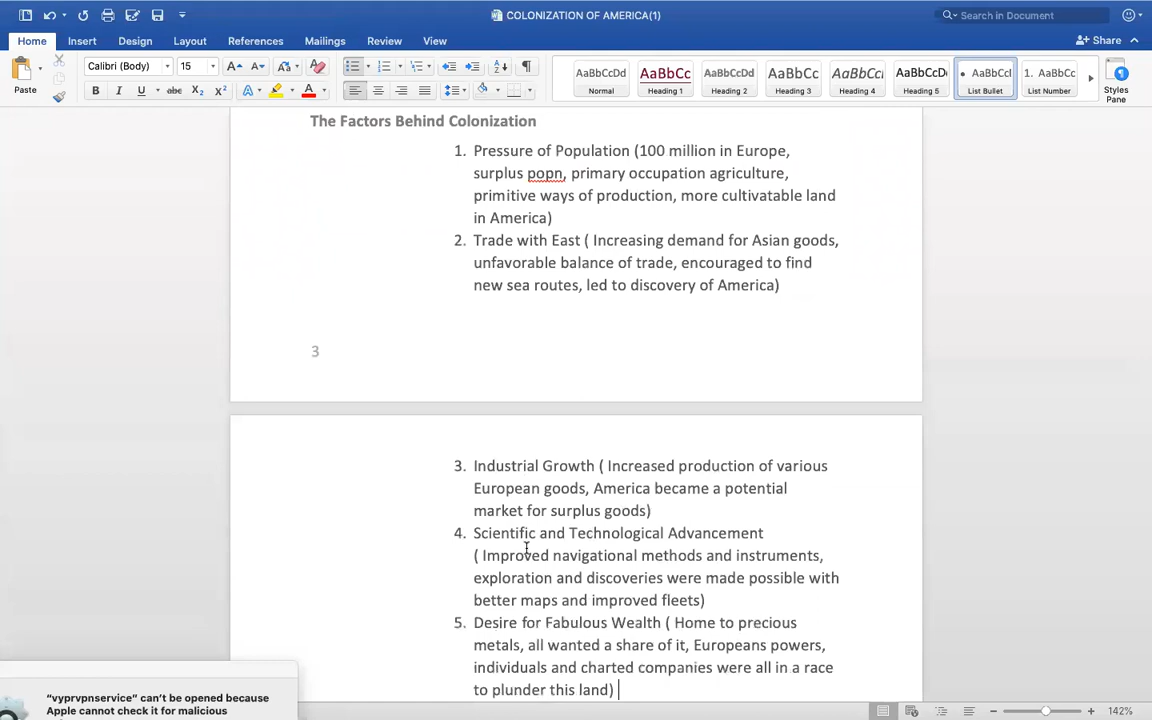 COLONIZATION OF AMERICA(1)
Search in Document
Home Insert Design Layout References Mailings Review View
Share
Calibri (Body) 15
Paste
B I U abc X2 X2
AaBbCcDd AaBbCc AaBbCcDd AaBbCc AaBbCcI AaBbCcDc AaBbCcI 1. AaBbCc
Normal Heading 1 Heading 2 Heading 3 Heading 4 Heading 5 List Bullet List Number
Styles
Pane
The Factors Behind Colonization
1. Pressure of Population (100 million in Europe,
surplus popn, primary occupation agriculture,
primitive ways of production, more cultivatable land
in America)
2. Trade with East ( Increasing demand for Asian goods,
unfavorable balance of trade, encouraged to find
new sea routes, led to discovery of America)
3
3. Industrial Growth ( Increased production of various
European goods, America became a potential
market for surplus goods)
4. Scientific and Technological Advancement
( Improved navigational methods and instruments,
exploration and discoveries were made possible with
better maps and improved fleets)
5. Desire for Fabulous Wealth ( Home to precious
metals, all wanted a share of it, Europeans powers,
individuals and charted companies were all in a race
to plunder this land)
“vyprvpnservice” can’t be opened because
Apple cannot check it for malicious
142%